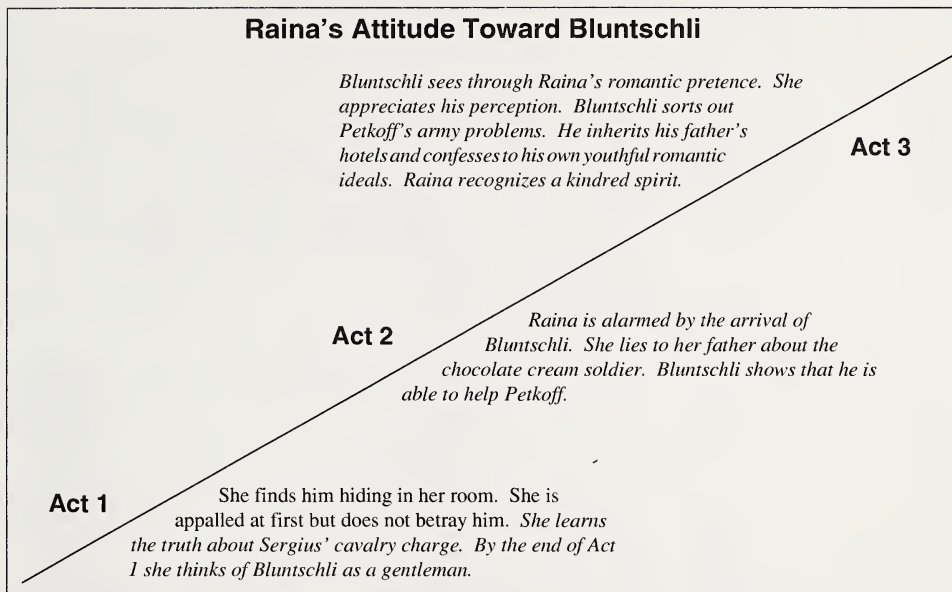 Raina's Attitude Toward Bluntschli
Bluntschli sees through Raina's romantic pretence. She
appreciates his perception. Bluntschli sorts out
Petkoff's army problems. He inherits his father's
hotels and confesses to his own youthful romantic
ideals. Raina recognizes a kindred spirit.
Act 3
Act 2
Raina is alarmed by the arrival of
Bluntschli. She lies to her father about the
chocolate cream soldier. Bluntschli shows that he is
able to help Petkoff.
Act 1
She finds him hiding in her room. She is
appalled at first but does not betray him. She learns
the truth about Sergius' cavalry charge. By the end of Act
1 she thinks of Bluntschli as a gentleman.